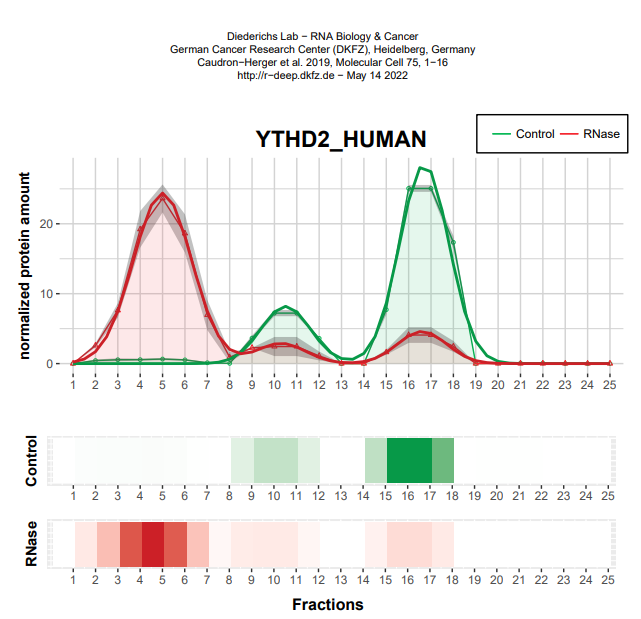 Diederichs Lab − RNA Biology & Cancer
German Cancer Research Center (DKFZ), Heidelberg, Germany
Caudron−Herger et al. 2019, Molecular Cell 75, 1−16
http://r−deep.dkfz.de − May 14 2022
Control RNase
YTHD2_HUMAN
normalized protein amount
20
10
0
1 2 3 4 5 6 7 8 9 10 11 12 13 14 15 16 17 18 19 20 21 22 23 24 25
Control
1 2 3 4 5 6 7 8 9 10 11 12 13 14 15 16 17 18 19 20 21 22 23 24 25
RNase
1 2 3 4 5 6 7 8 9 10 11 12 13 14 15 16 17 18 19 20 21 22 23 24 25
Fractions